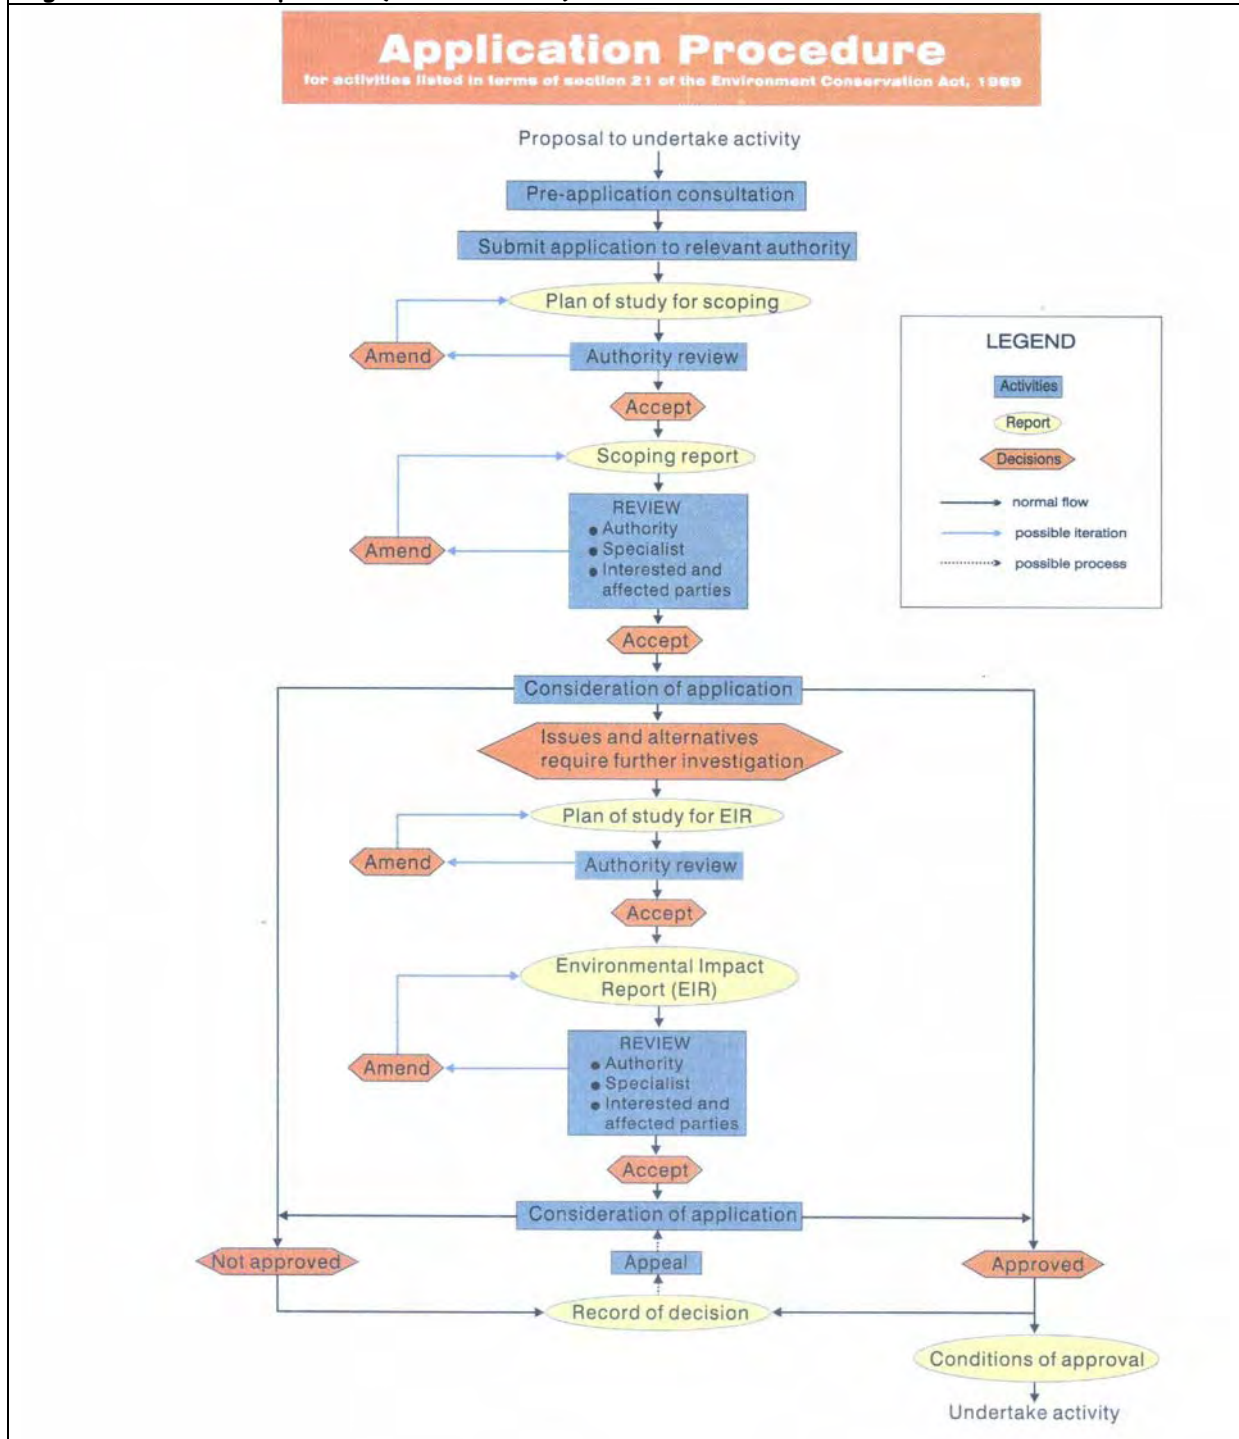 Application Procedure
for activities listed in terms of section 21 of the Environment Conservation Act, 1989
Proposal to undertake activity
Pre-application consultation
Submit application to relevant authority
Plan of study for scoping
Amend
Authority review
Accept
Scoping report
Amend
REVIEW
● Authority
● Specialist
● Interested and
affected parties
Accept
Consideration of application
Issues and alternatives
require further investigation
Plan of study for EIR
Amend
Authority review
Accept
Environmental Impact
Report (EIR)
Amend
REVIEW
● Authority
● Specialist
● Interested and
affected parties
Accept
Consideration of application
Not approved
Appeal
Approved
Record of decision
Conditions of approval
Undertake activity
LEGEND
Activities
Report
Decisions
normal flow
possible iteration
possible process